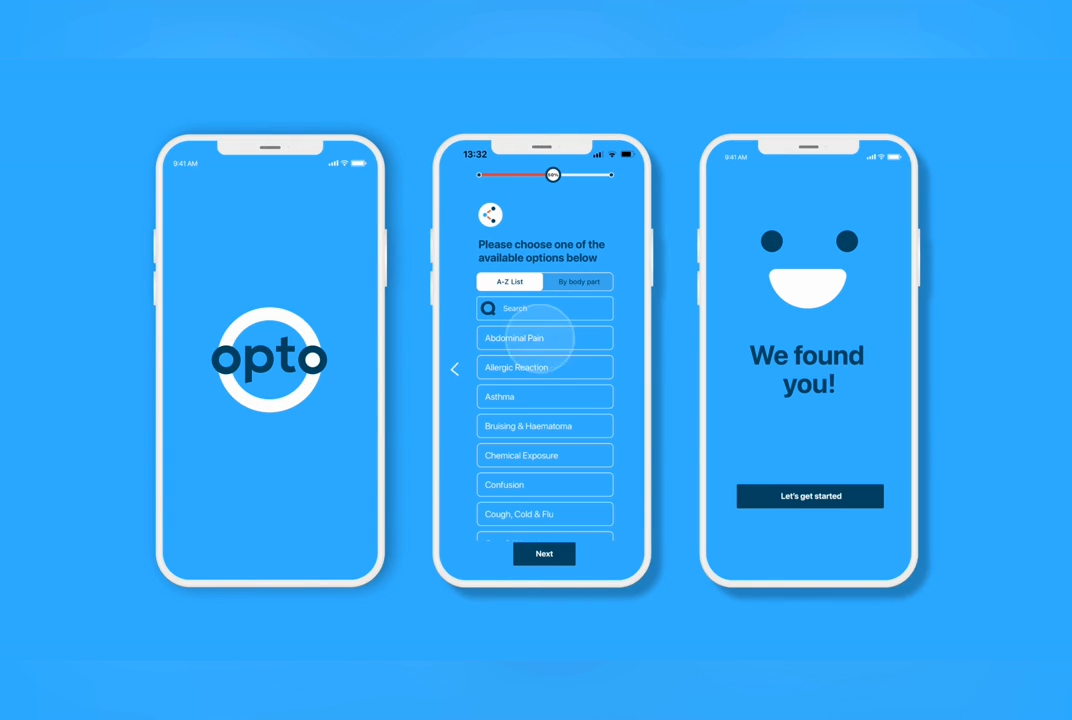 9:41 AM
opto
13:32
50%
Please choose one of the
available options below
A-Z List
By body part
Search
Abdominal Pain
Allergic Reaction
Asthma
Bruising & Haematoma
Chemical Exposure
Confusion
Cough, Cold & Flu
Next
9:41 AM
We found
you!
Let's get started